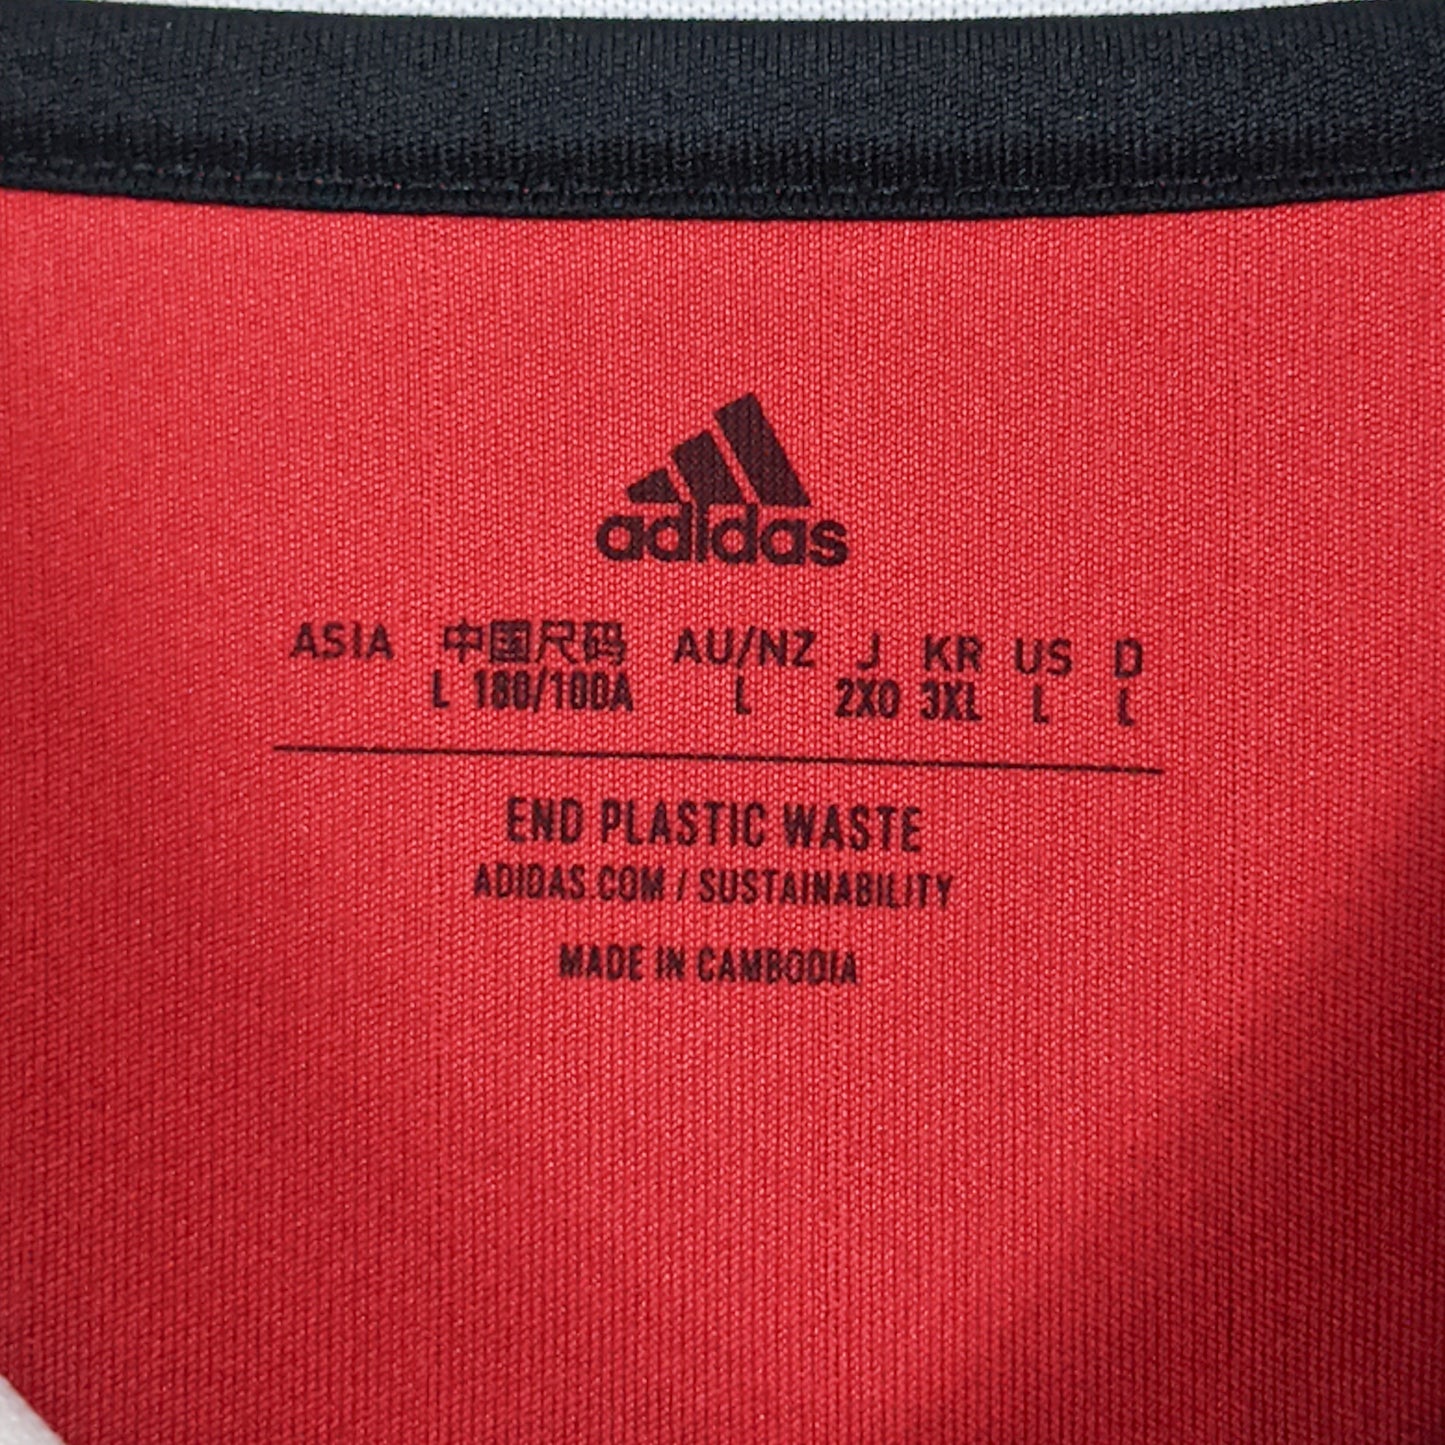 adidas
ASIA 中国尺码 AU/NZ J KR US D
L 180/100A L 2XO 3XL L L
END PLASTIC WASTE
ADIDAS.COM / SUSTAINABILITY
MADE IN CAMBODIA